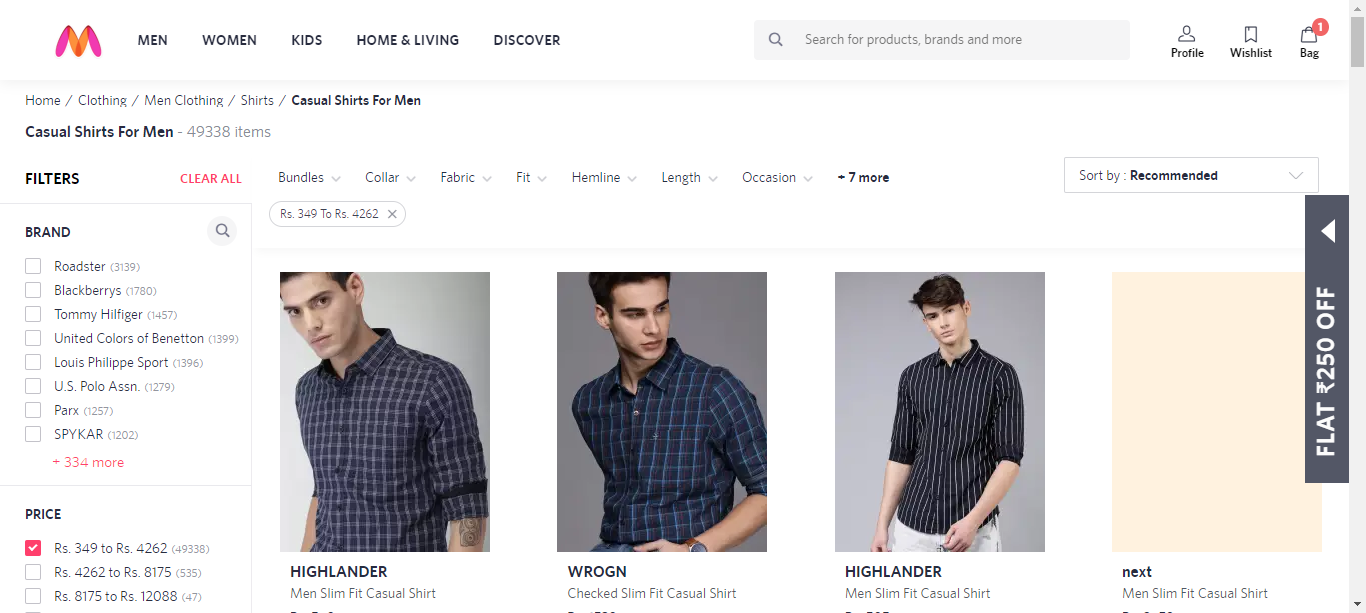 MEN WOMEN KIDS HOME & LIVING DISCOVER Search for products, brands and more Profile Wishlist Bag 1
Home / Clothing / Men Clothing / Shirts / Casual Shirts For Men
Casual Shirts For Men - 49338 items
FILTERS CLEAR ALL Bundles Collar Fabric Fit Hemline Length Occasion + 7 more Sort by : Recommended
Rs. 349 To Rs. 4262
BRAND
Roadster (3139)
Blackberrys (1780)
Tommy Hilfiger (1457)
United Colors of Benetton (1399)
Louis Philippe Sport (1396)
U.S. Polo Assn. (1279)
Parx (1257)
SPYKAR (1202)
+ 334 more
PRICE
Rs. 349 to Rs. 4262 (49338)
Rs. 4262 to Rs. 8175 (535)
Rs. 8175 to Rs. 12088 (47)
FLAT ₹250 OFF
HIGHLANDER
Men Slim Fit Casual Shirt
WROGN
Checked Slim Fit Casual Shirt
HIGHLANDER
Men Slim Fit Casual Shirt
next
Men Slim Fit Casual Shirt